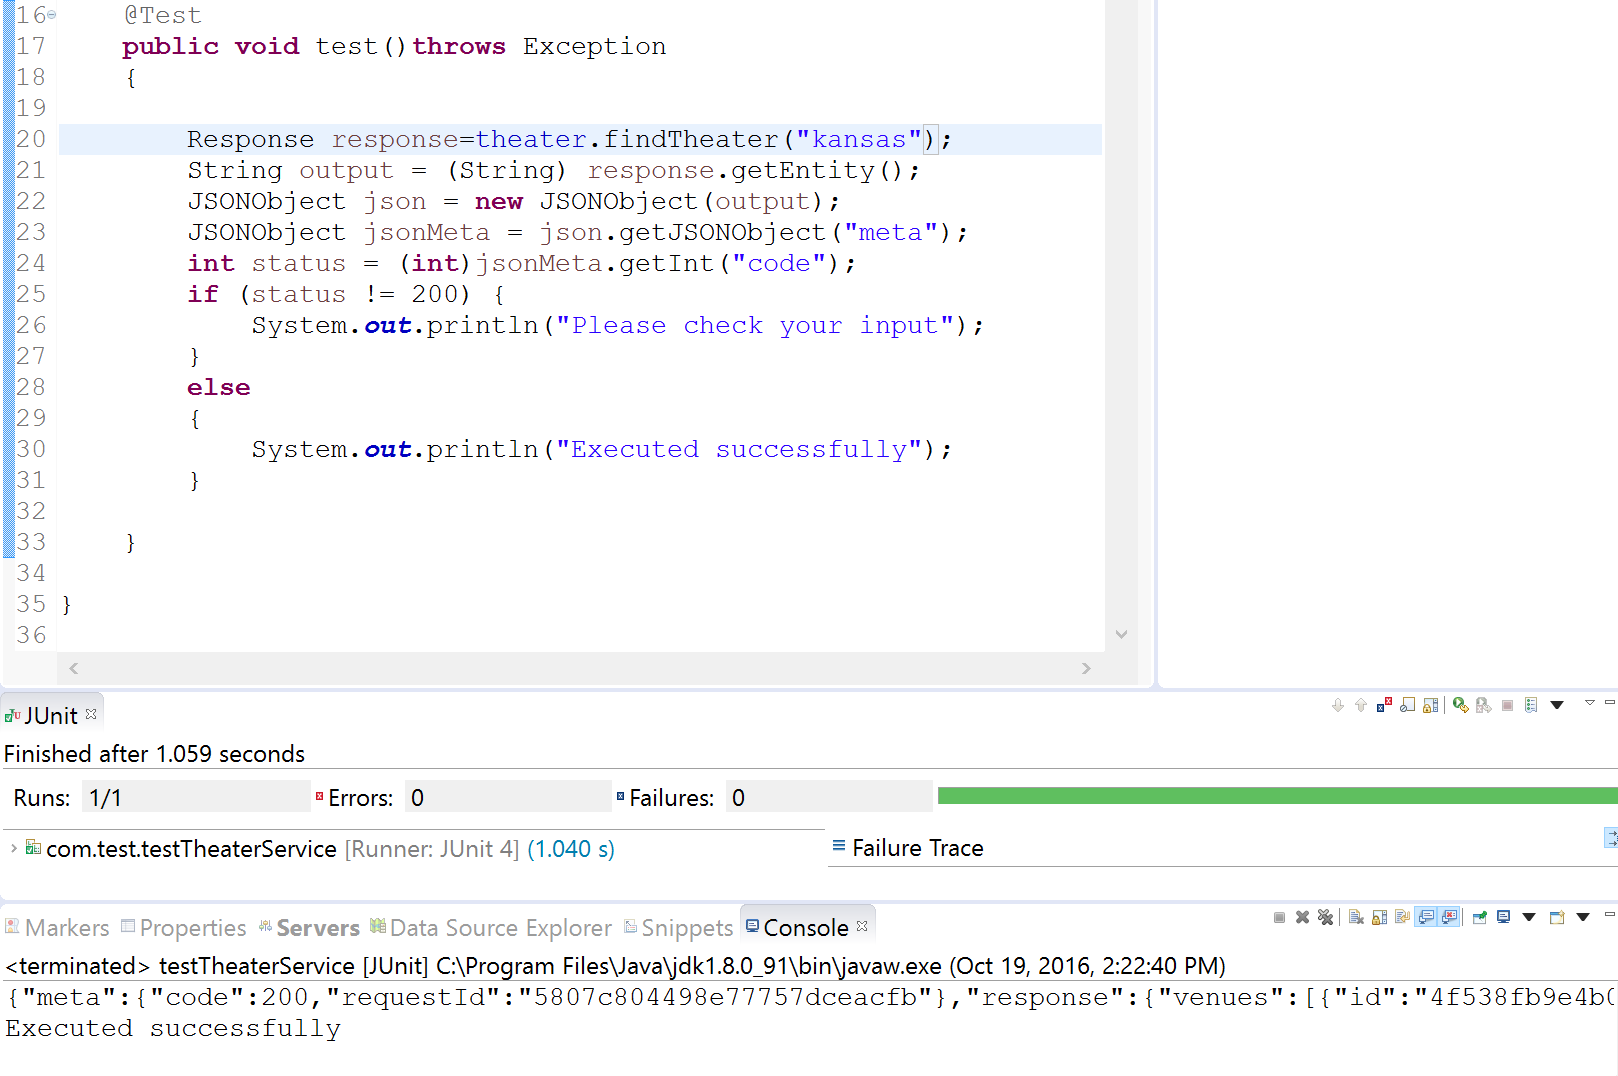 16 @Test
17 public void test()throws Exception
18 {
19
20 Response response=theater.findTheater("kansas");
21 String output = (String) response.getEntity();
22 JSONObject json = new JSONObject(output);
23 JSONObject jsonMeta = json.getJSONObject("meta");
24 int status = (int)jsonMeta.getInt("code");
25 if (status != 200) {
26 System.out.println("Please check your input");
27 }
28 else
29 {
30 System.out.println("Executed successfully");
31 }
32
33 }
34
35 }
36
JUnit
Finished after 1.059 seconds
Runs: 1/1 Errors: 0 Failures: 0
com.test.testTheaterService [Runner: JUnit 4] (1.040 s)
Failure Trace
Markers Properties Servers Data Source Explorer Snippets Console
<terminated> testTheaterService [JUnit] C:\Program Files\Java\jdk1.8.0_91\bin\javaw.exe (Oct 19, 2016, 2:22:40 PM)
{"meta":{"code":200,"requestId":"5807c804498e77757dceacfb"},"response":{"venues":[{"id":"4f538fb9e4b0
Executed successfully